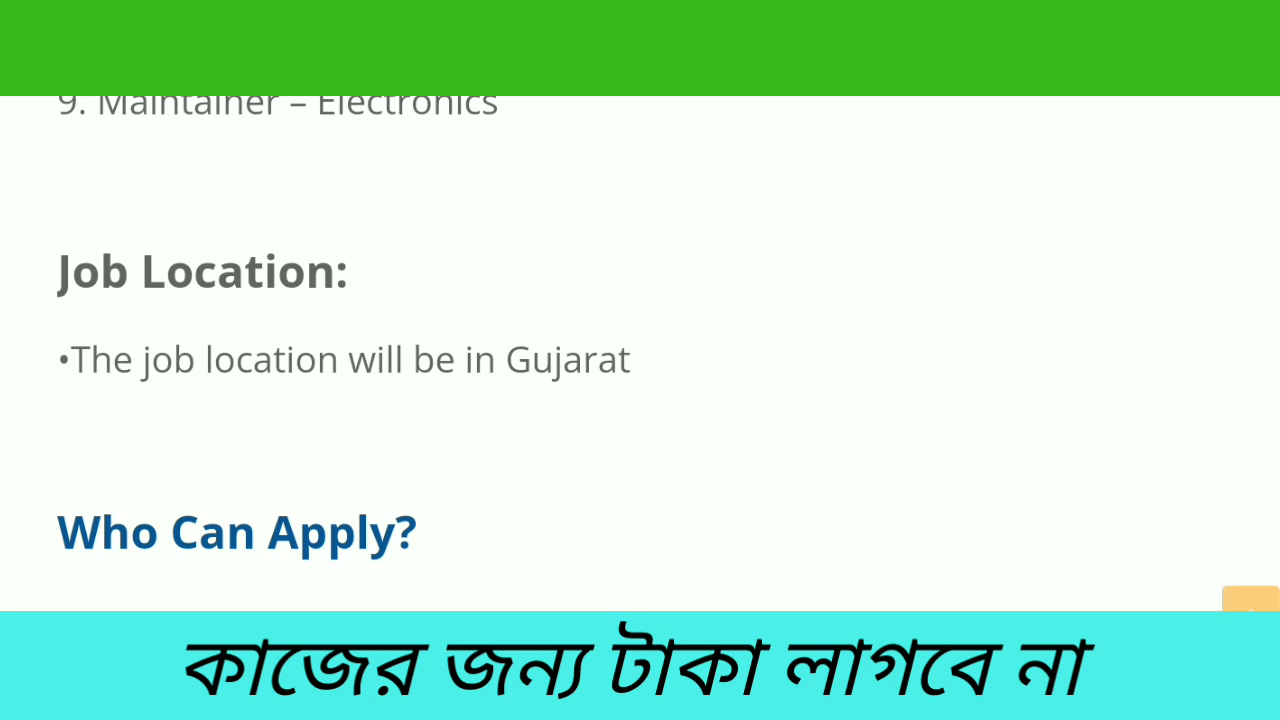 9. Maintainer – Electronics
Job Location:
•The job location will be in Gujarat
Who Can Apply?
কাজের জন্য টাকা লাগবে না